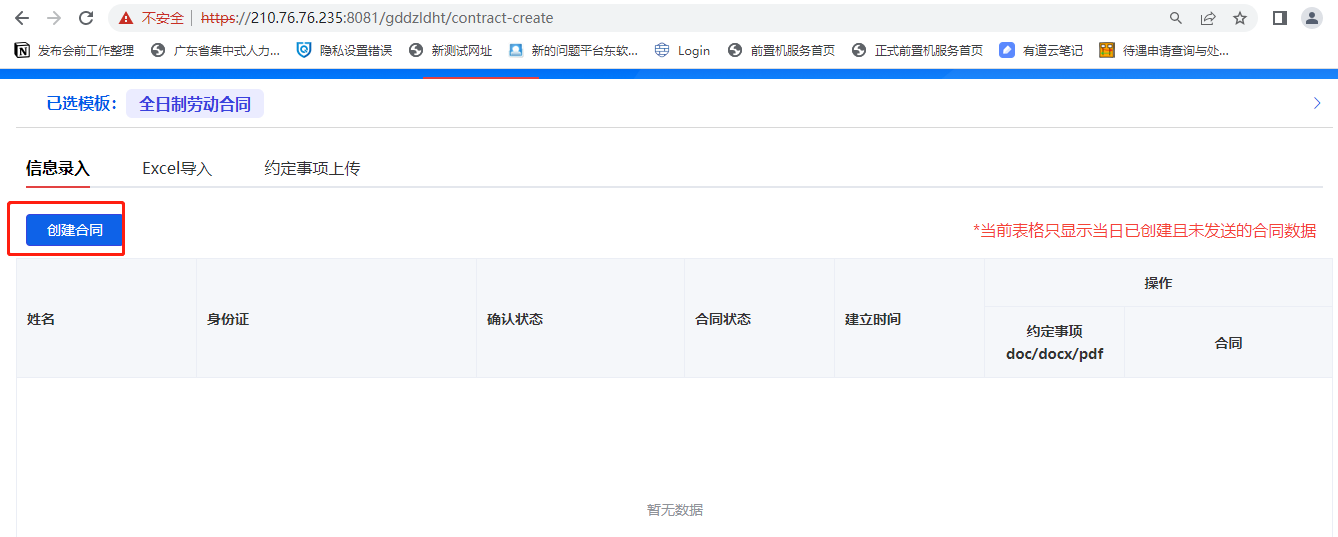 不安全 https://210.76.76.235:8081/gddzldht/contract-create
发布会前工作整理 广东省集中式人力... 隐私设置错误 新测试网址 新的问题平台东软... Login 前置机服务首页 正式前置机服务首页 有道云笔记 待遇申请查询与处...
已选模板： 全日制劳动合同
信息录入 Excel导入 约定事项上传
创建合同 *当前表格只显示当日已创建且未发送的合同数据
操作
姓名 身份证 确认状态 合同状态 建立时间
约定事项
doc/docx/pdf
合同
暂无数据